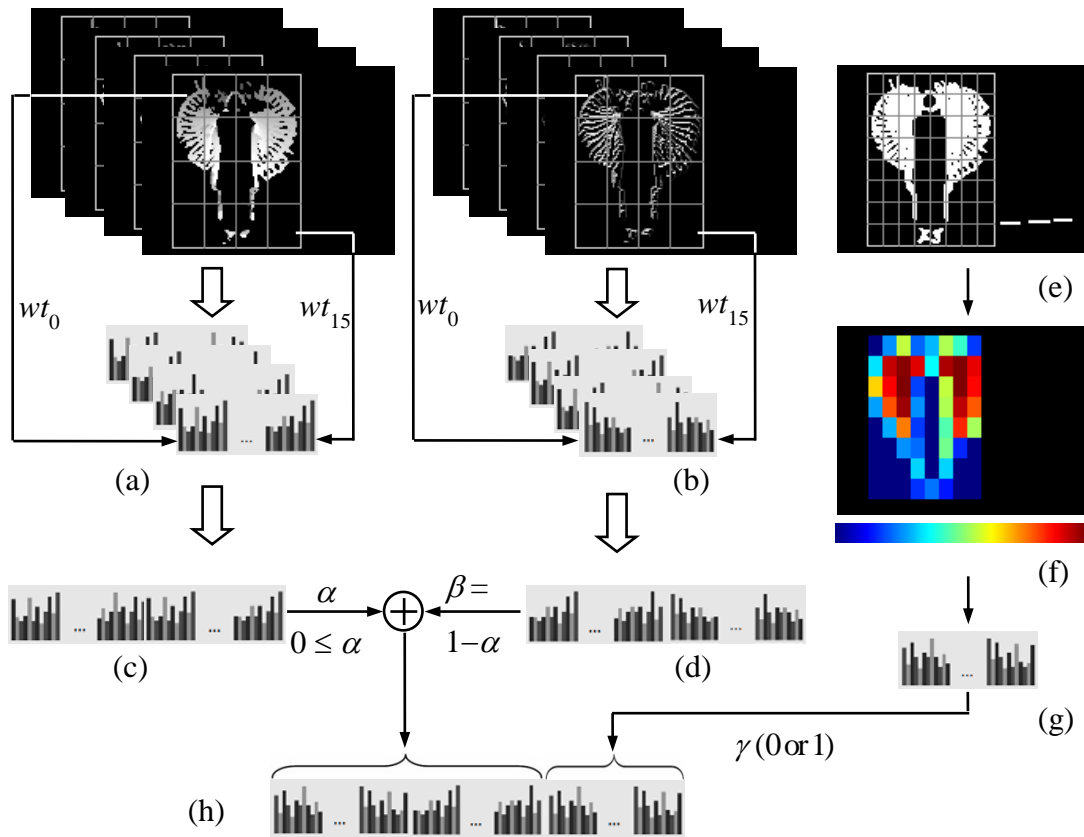 wt₀
wt₁₅
wt₀
wt₁₅
(e)
...
...
(a)
(b)
(f)
α
0 ≤ α
+
β =
1−α
... ...
... ...
(c)
(d)
...
(g)
γ (0 or 1)
(h)
... ... ...